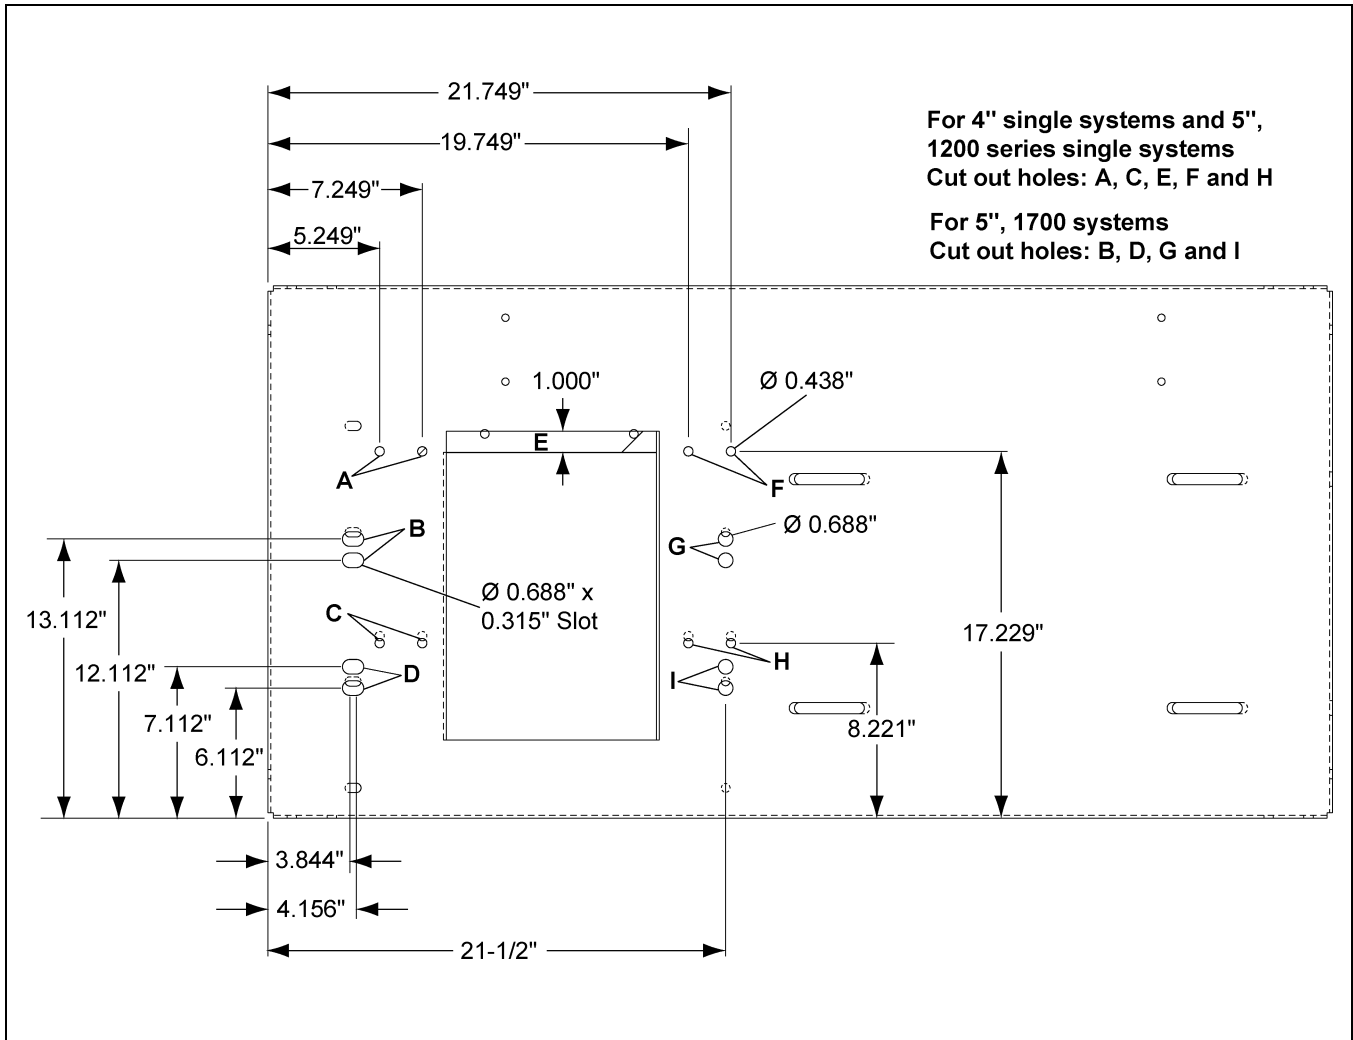 21.749"
19.749"
7.249"
5.249"
For 4" single systems and 5",
1200 series single systems
Cut out holes: A, C, E, F and H
For 5", 1700 systems
Cut out holes: B, D, G and I
1.000"
Ø 0.438"
E
A
F
B
G
Ø 0.688"
Ø 0.688" x
0.315" Slot
C
13.112"
17.229"
12.112"
D
H
I
7.112"
8.221"
6.112"
3.844"
4.156"
21-1/2"